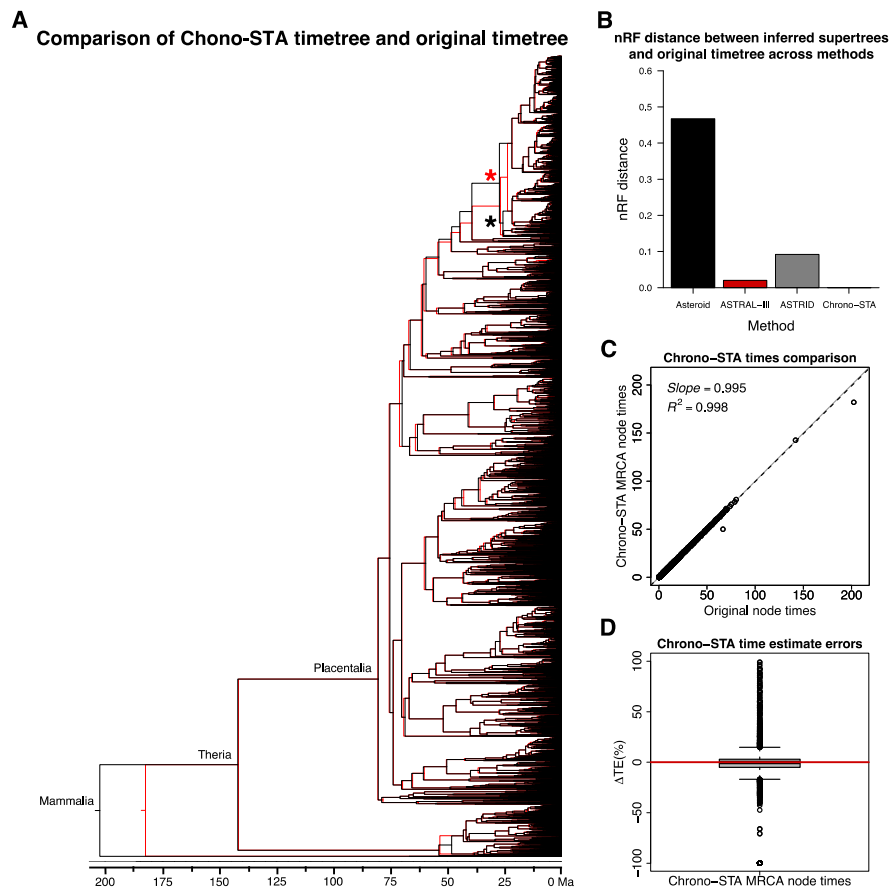 A
Comparison of Chono-STA timetree and original timetree
*
*
Placentalia
Theria
Mammalia
200 175 150 125 100 75 50 25 0 Ma
B
nRF distance between inferred supertrees
and original timetree across methods
nRF distance
0.6
0.5
0.4
0.3
0.2
0.1
0.0
Asteroid ASTRAL-III ASTRID Chrono-STA
Method
C
Chrono-STA times comparison
Chrono-STA MRCA node times
200
150
100
50
0
Slope = 0.995
R² = 0.998
0 50 100 150 200
Original node times
D
Chrono-STA time estimate errors
ΔTE(%)
100
50
0
-50
-100
Chrono-STA MRCA node times